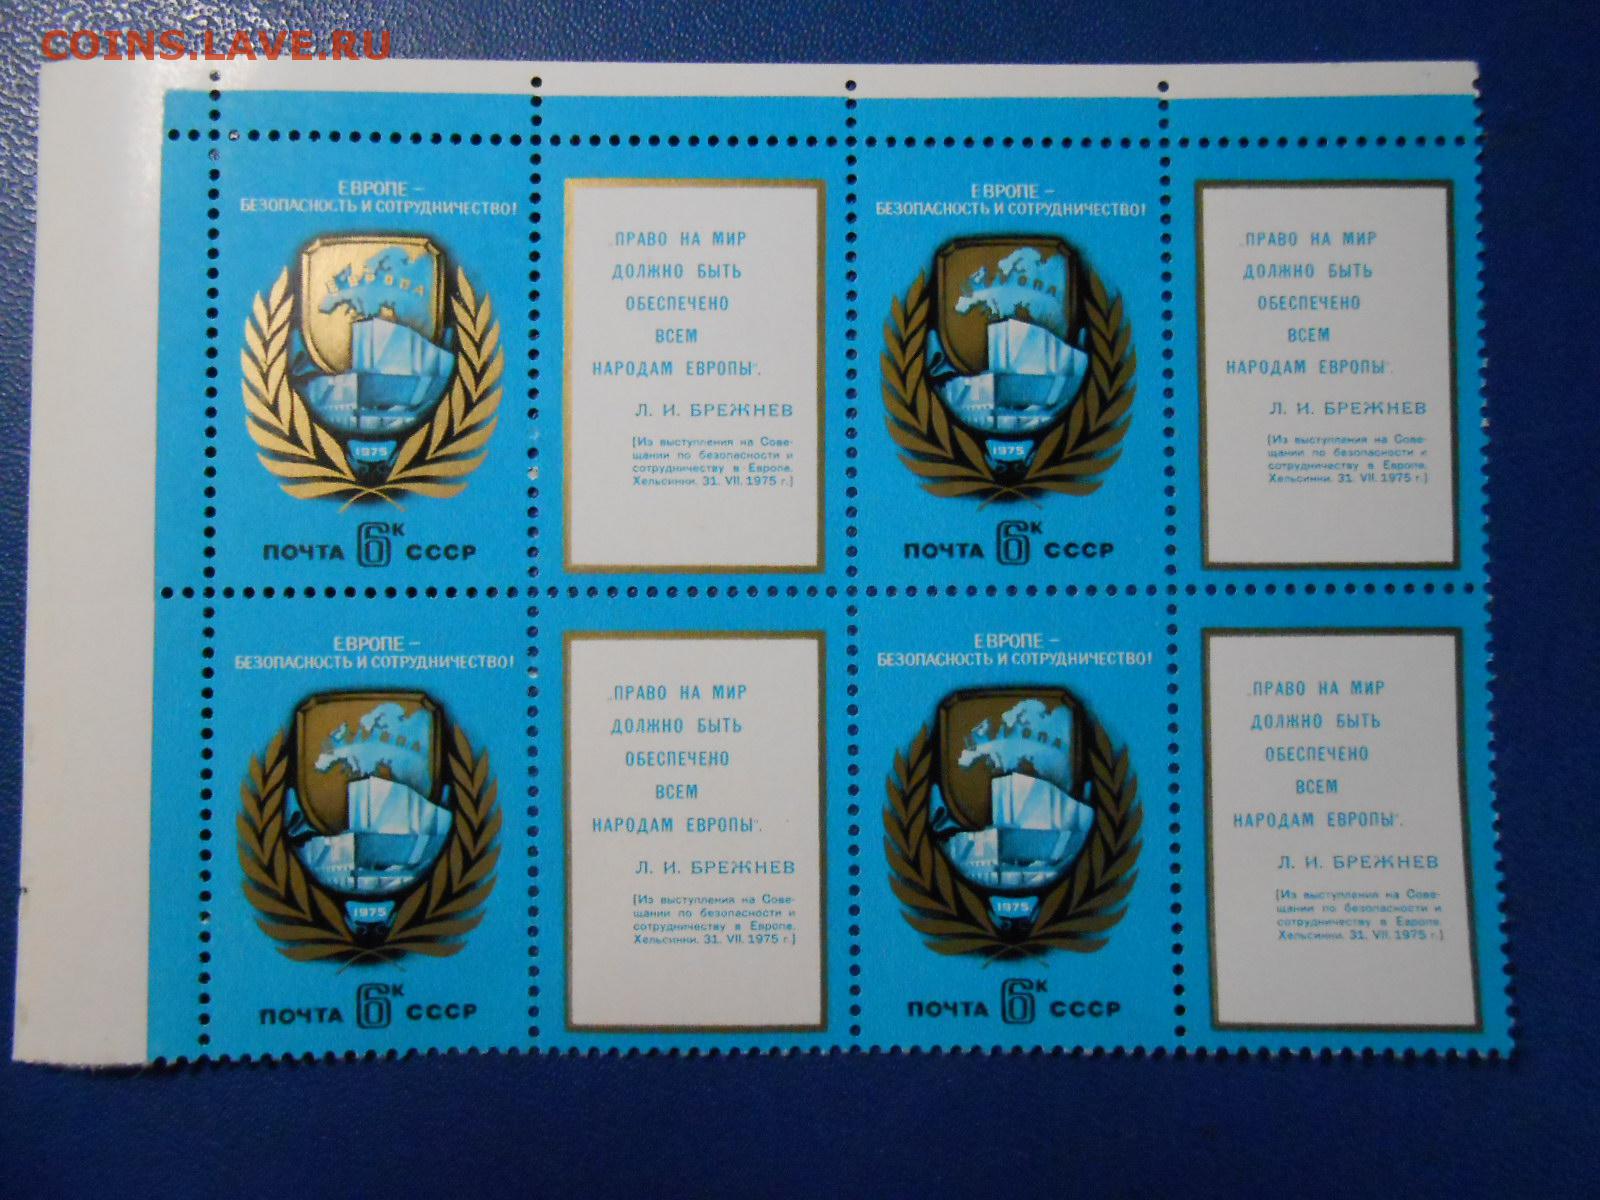 COINS.LAVE.RU
ЕВРОПЕ –
БЕЗОПАСНОСТЬ И СОТРУДНИЧЕСТВО!
ЕВРОПА
1975
ПОЧТА 6К СССР
„ПРАВО НА МИР
ДОЛЖНО БЫТЬ
ОБЕСПЕЧЕНО
ВСЕМ
НАРОДАМ ЕВРОПЫ“.
Л. И. БРЕЖНЕВ
[Из выступления на Сове-
щании по безопасности и
сотрудничеству в Европе.
Хельсинки. 31. VII. 1975 г.]
ЕВРОПЕ –
БЕЗОПАСНОСТЬ И СОТРУДНИЧЕСТВО!
ЕВРОПА
1975
ПОЧТА 6К СССР
„ПРАВО НА МИР
ДОЛЖНО БЫТЬ
ОБЕСПЕЧЕНО
ВСЕМ
НАРОДАМ ЕВРОПЫ“.
Л. И. БРЕЖНЕВ
[Из выступления на Сове-
щании по безопасности и
сотрудничеству в Европе.
Хельсинки. 31. VII. 1975 г.]
ЕВРОПЕ –
БЕЗОПАСНОСТЬ И СОТРУДНИЧЕСТВО!
ЕВРОПА
1975
ПОЧТА 6К СССР
„ПРАВО НА МИР
ДОЛЖНО БЫТЬ
ОБЕСПЕЧЕНО
ВСЕМ
НАРОДАМ ЕВРОПЫ“.
Л. И. БРЕЖНЕВ
[Из выступления на Сове-
щании по безопасности и
сотрудничеству в Европе.
Хельсинки. 31. VII. 1975 г.]
ЕВРОПЕ –
БЕЗОПАСНОСТЬ И СОТРУДНИЧЕСТВО!
ЕВРОПА
1975
ПОЧТА 6К СССР
„ПРАВО НА МИР
ДОЛЖНО БЫТЬ
ОБЕСПЕЧЕНО
ВСЕМ
НАРОДАМ ЕВРОПЫ“.
Л. И. БРЕЖНЕВ
[Из выступления на Сове-
щании по безопасности и
сотрудничеству в Европе.
Хельсинки. 31. VII. 1975 г.]